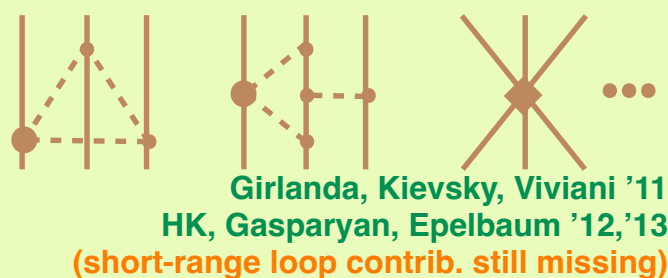 Girlanda, Kievsky, Viviani '11
HK, Gasparyan, Epelbaum '12,'13
(short-range loop contrib. still missing)